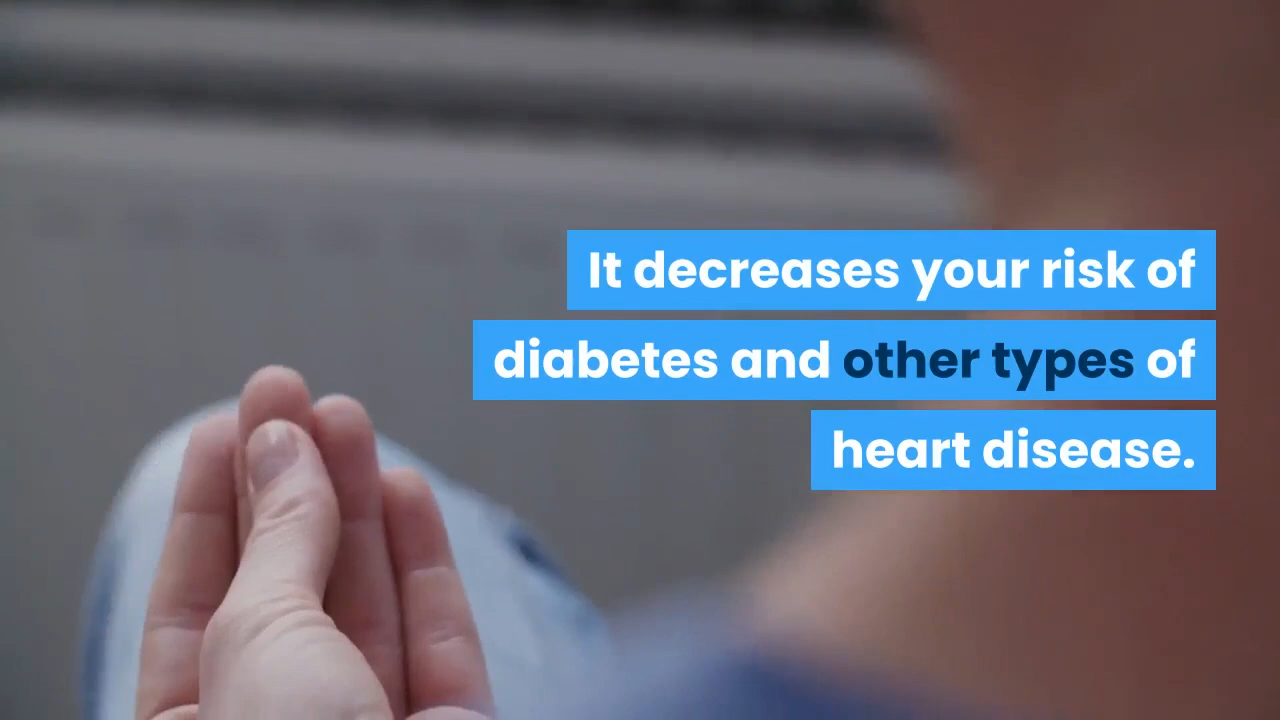 It decreases your risk of
diabetes and other types of
heart disease.